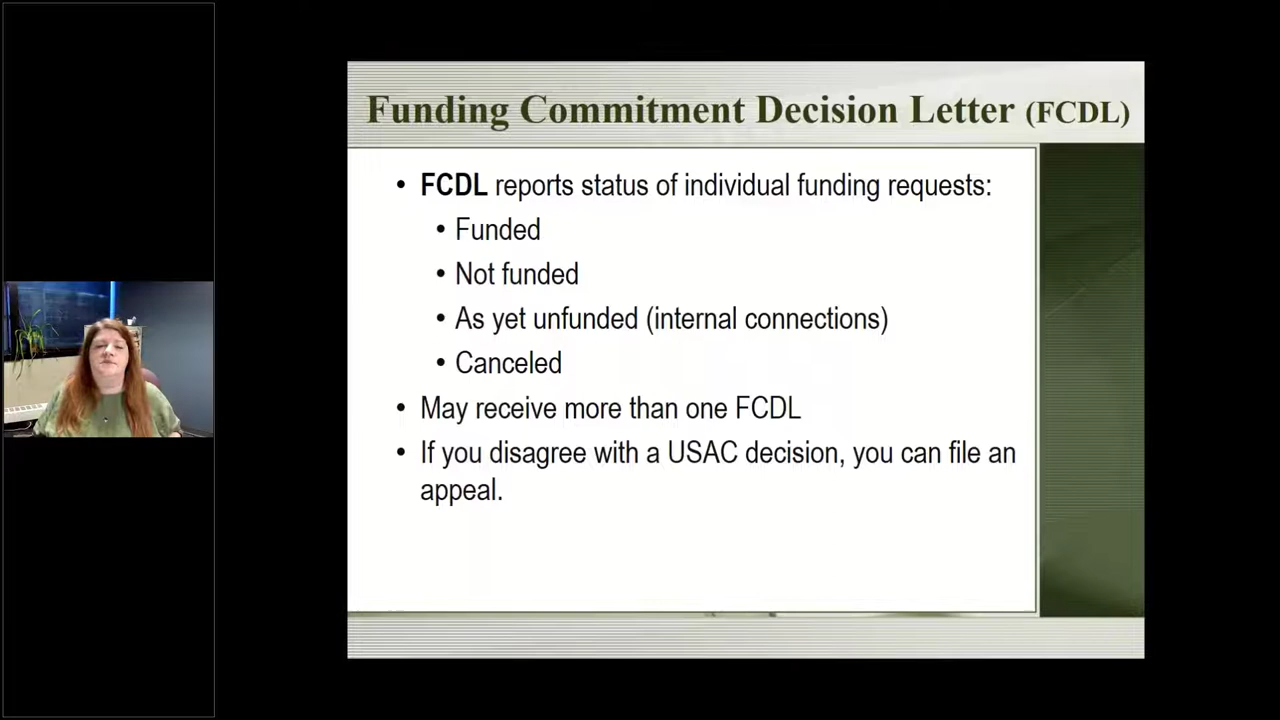 Funding Commitment Decision Letter (FCDL)
• FCDL reports status of individual funding requests:
• Funded
• Not funded
• As yet unfunded (internal connections)
• Canceled
• May receive more than one FCDL
• If you disagree with a USAC decision, you can file an
appeal.